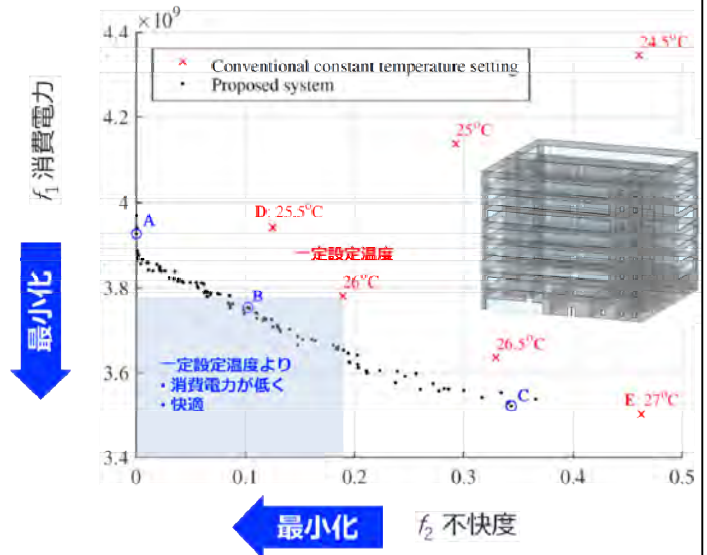 ×10⁹
4.4
4.2
4
3.8
3.6
3.4
0
0.1
0.2
0.3
0.4
0.5
f₁ 消費電力
最小化
× Conventional constant temperature setting
• Proposed system
24.5°C
25°C
A
D: 25.5°C
一定設定温度
B
26°C
26.5°C
C
E: 27°C
一定設定温度より
・消費電力が低く
・快適
最小化
f₂ 不快度